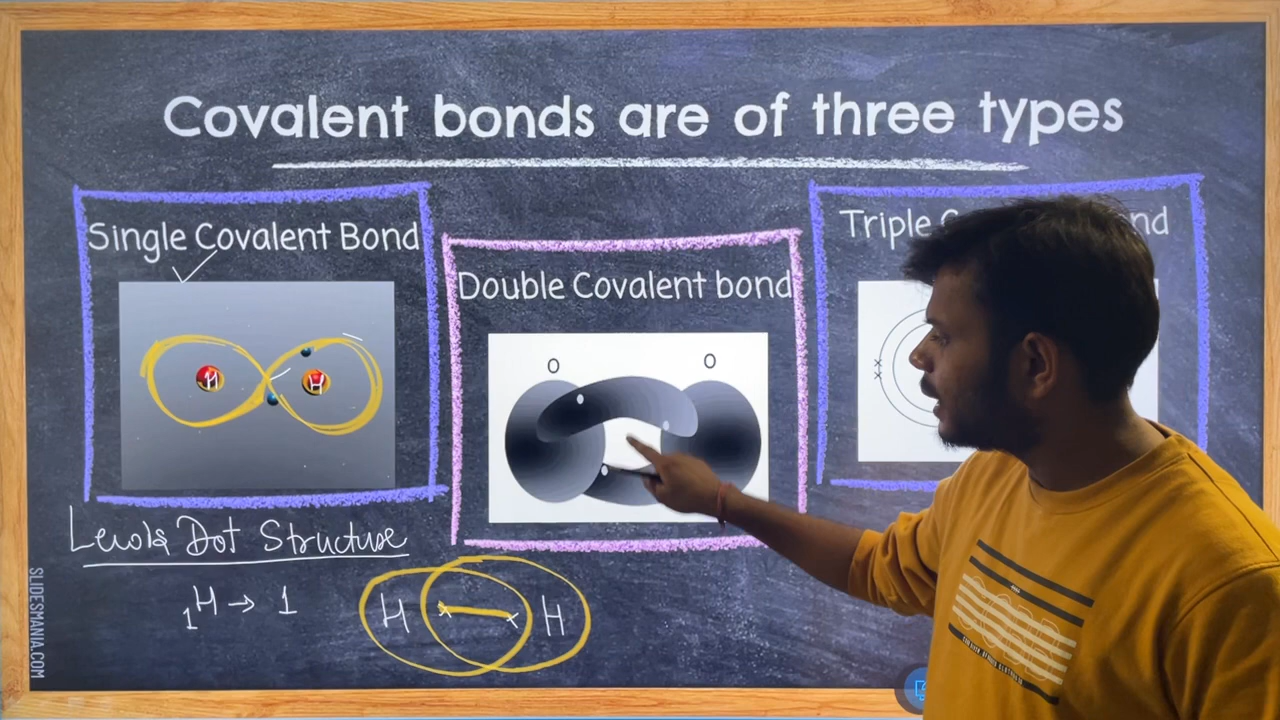 Covalent bonds are of three types
Single Covalent Bond
H H
Double Covalent bond
O O
Triple
Lewis Dot Structure
₁H → 1
H x x H
SLIDESMANIA.COM